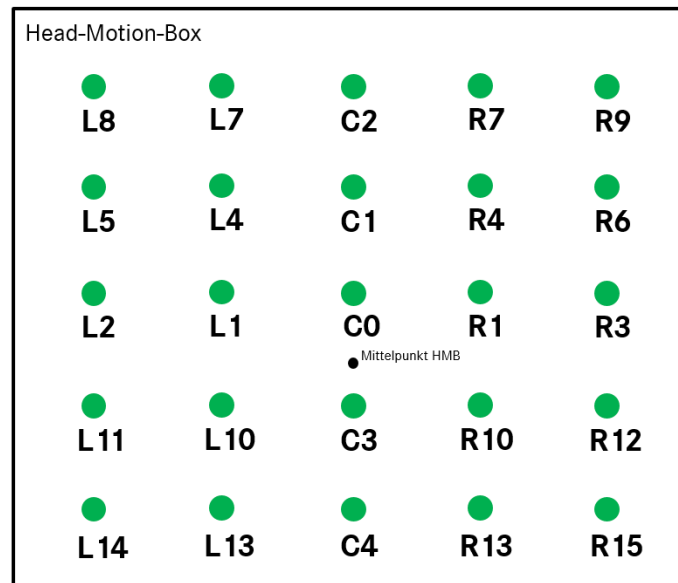 Head-Motion-Box
L8 L7 C2 R7 R9
L5 L4 C1 R4 R6
L2 L1 C0 R1 R3
Mittelpunkt HMB
L11 L10 C3 R10 R12
L14 L13 C4 R13 R15